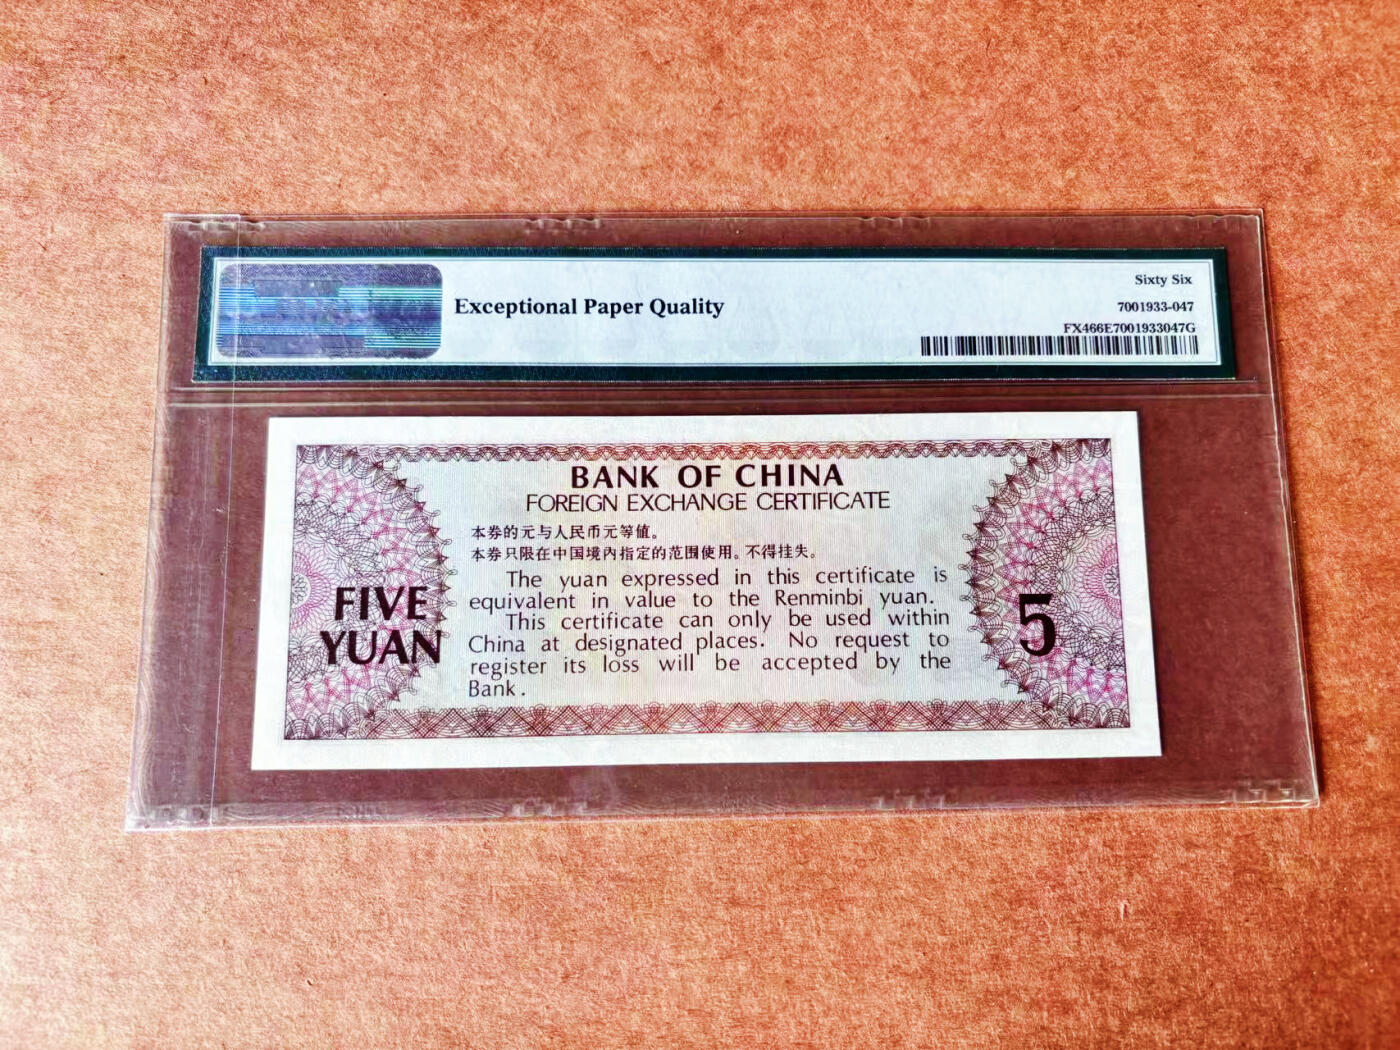 Sixty Six
Exceptional Paper Quality
7001933-047
FX466E7001933047G
BANK OF CHINA
FOREIGN EXCHANGE CERTIFICATE
本券的元与人民币元等值。
本券只限在中国境内指定的范围使用。不得挂失。
The yuan expressed in this certificate is
equivalent in value to the Renminbi yuan.
This certificate can only be used within
China at designated places. No request to
register its loss will be accepted by the
Bank.
FIVE
YUAN
5